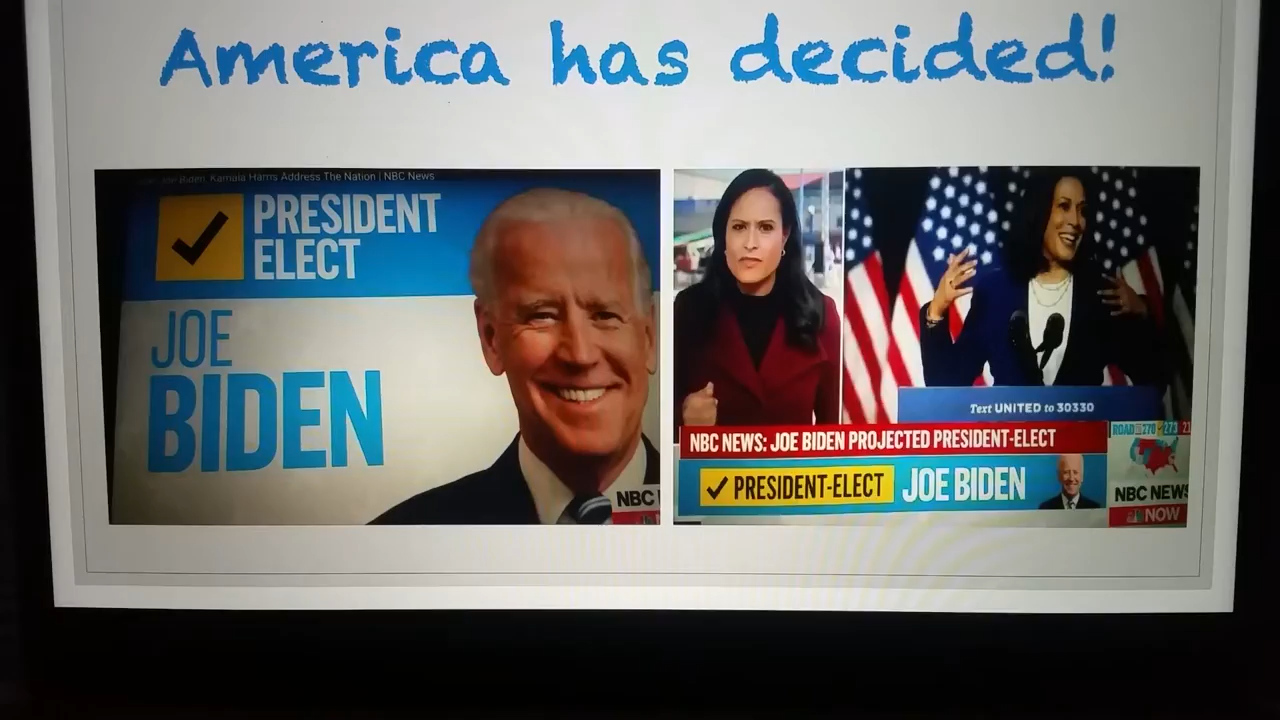 America has decided!
Joe Biden, Kamala Harris Address The Nation | NBC News
PRESIDENT
ELECT
JOE
BIDEN
NBC
Text UNITED to 30330
NBC NEWS: JOE BIDEN PROJECTED PRESIDENT-ELECT
PRESIDENT-ELECT JOE BIDEN
ROAD 270 273
NBC NEWS
NOW